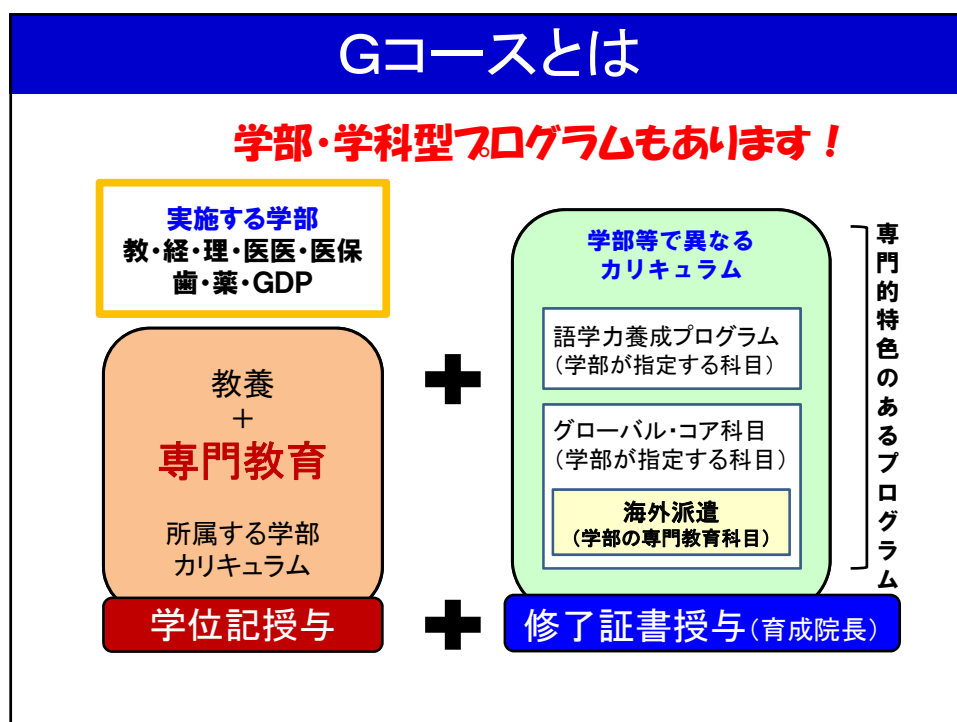 Gコースとは
学部・学科型プログラムもあります！
実施する学部
教・経・理・医医・医保
歯・薬・GDP
教養
＋
専門教育
所属する学部
カリキュラム
学位記授与
学部等で異なる
カリキュラム
語学力養成プログラム
（学部が指定する科目）
グローバル・コア科目
（学部が指定する科目）
海外派遣
（学部の専門教育科目）
修了証書授与（育成院長）
専門的特色のあるプログラム